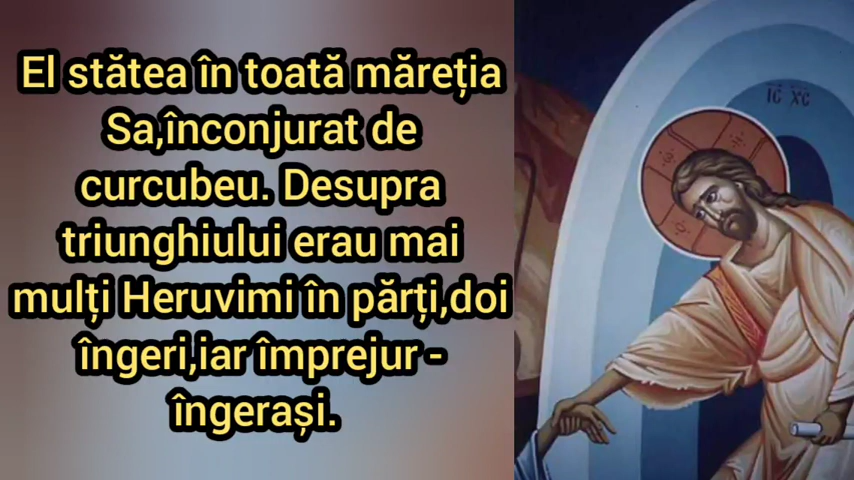 El stătea în toată măreția
Sa,înconjurat de
curcubeu. Desupra
triunghiului erau mai
mulți Heruvimi în părți,doi
îngeri,iar împrejur -
îngerași.
IC XC